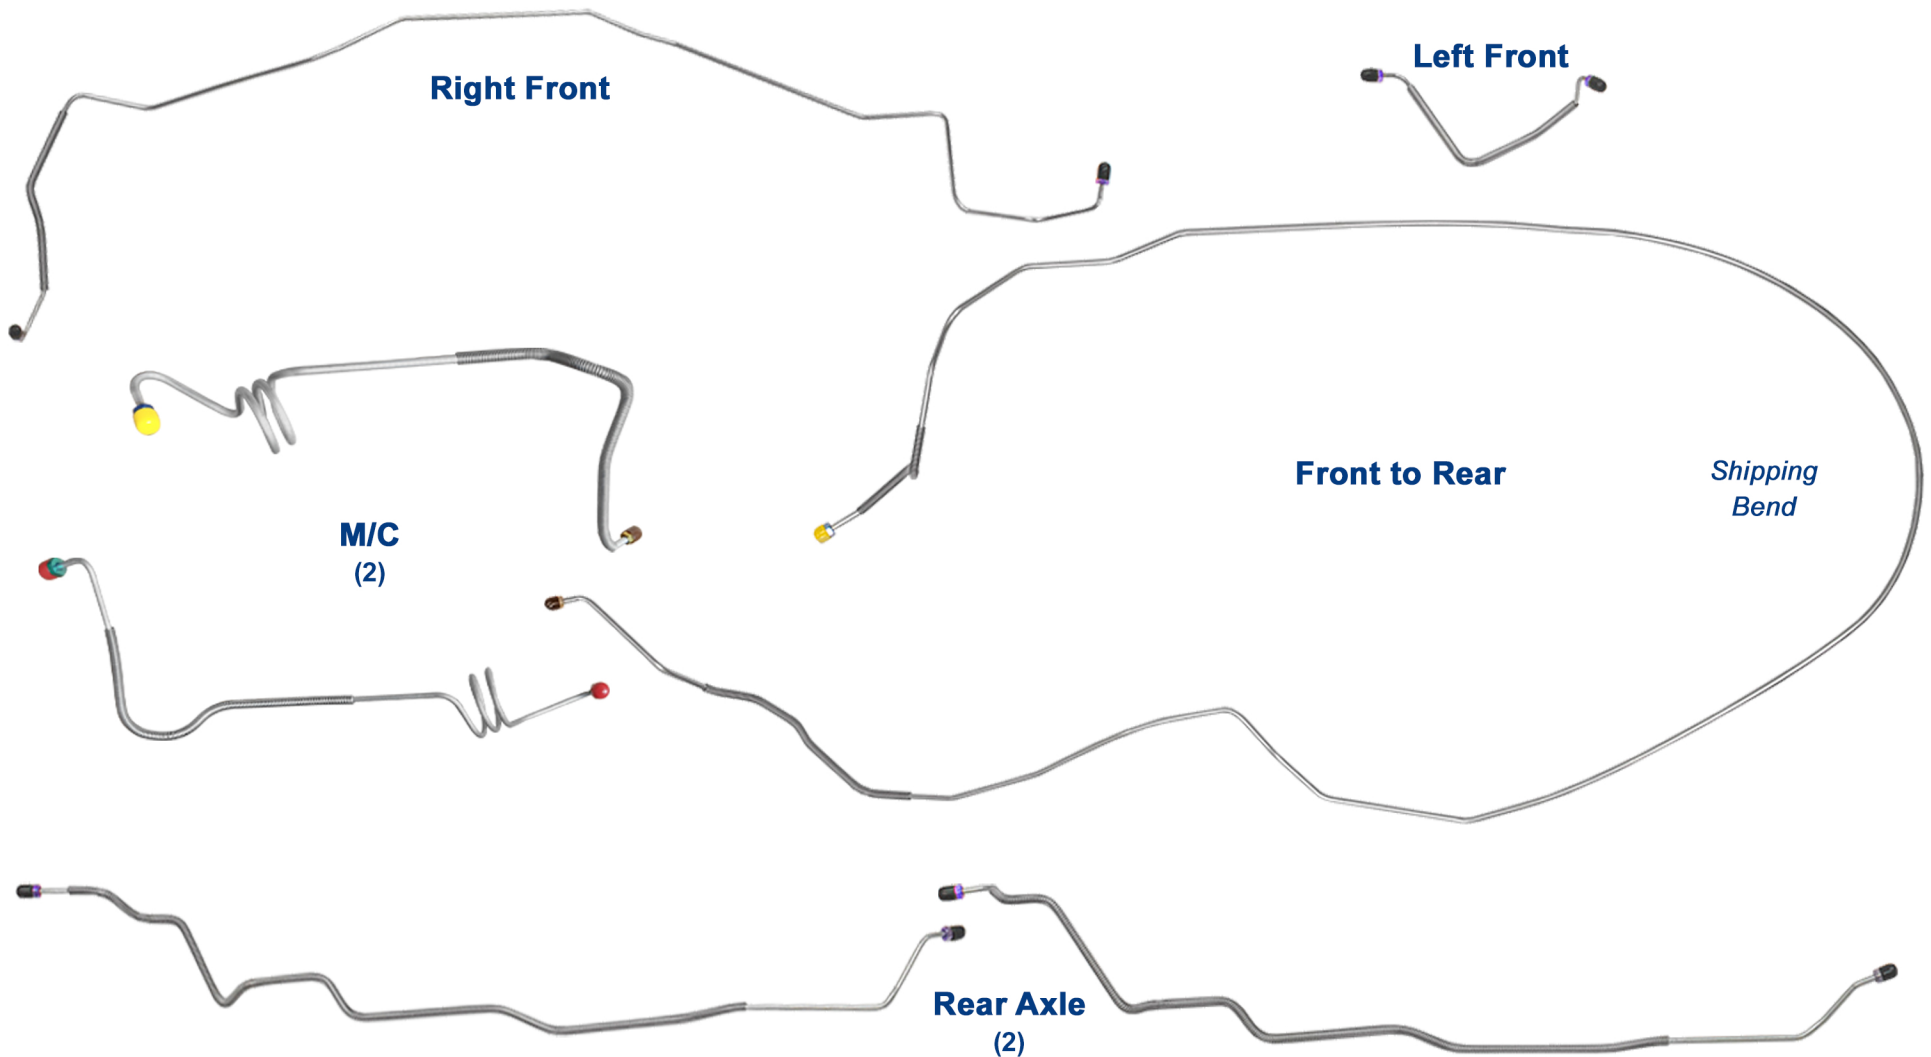 Left Front
Right Front
Front to Rear
Shipping
Bend
M/C
(2)
Rear Axle
(2)